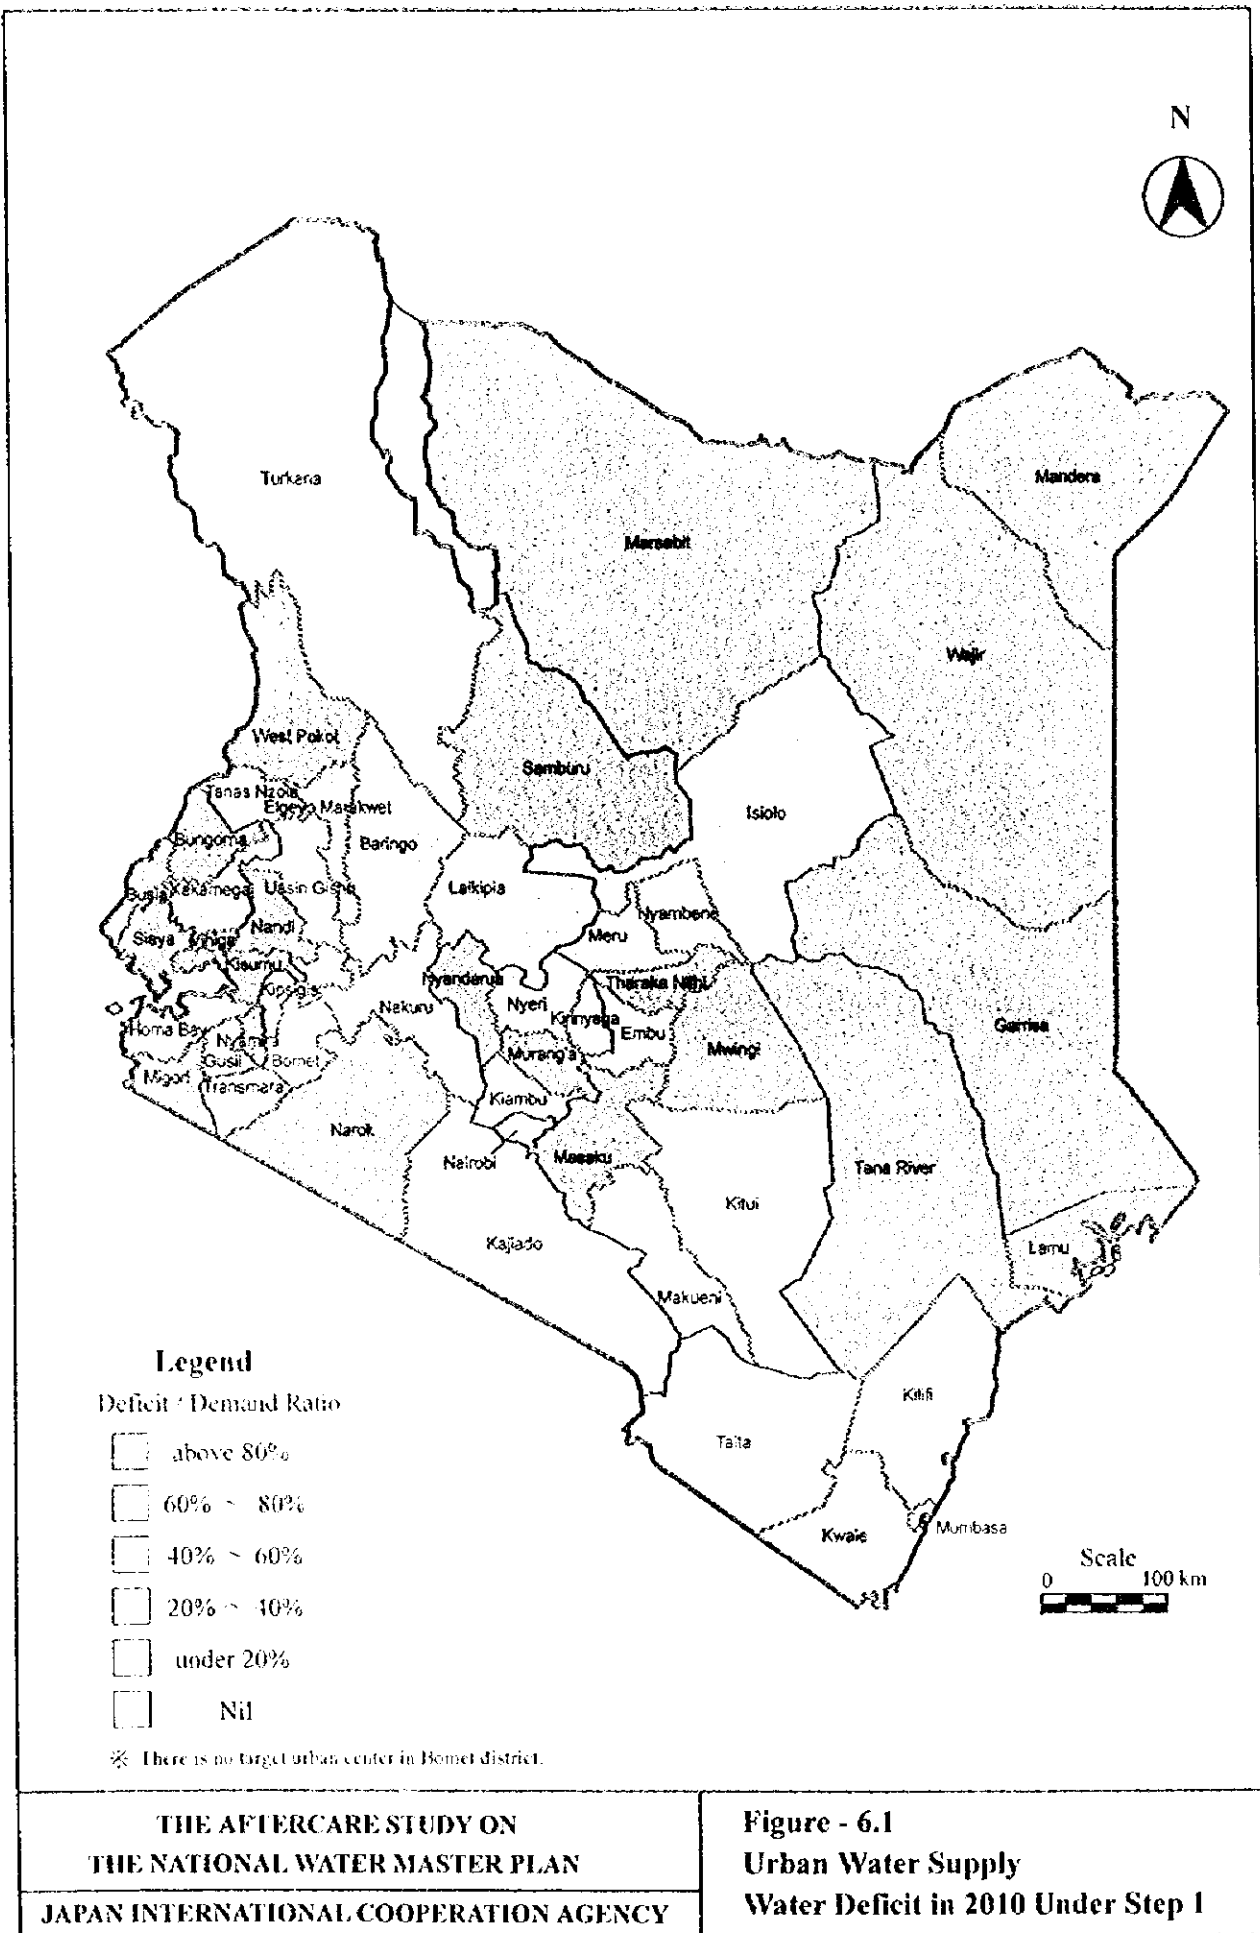 N
Turkana
Mandera
Marsabit
Wajir
West Pokot
Samburu
Tanas Nzoia
Elgeyo Marakwet
Isiolo
Bungoma
Baringo
Busia
Kakamega
Uasin Gishu
Laikipia
Nyambene
Nandi
Siaya
Vihiga
Meru
Kisumu
Nyandarua
Tharaka Nithi
Kipsigis
Nakuru
Nyeri
Kirinyaga
Garissa
Homa Bay
Embu
Nyamira
Mwingi
Murang'a
Gusii
Bomet
Migori
Transmara
Kiambu
Narok
Nairobi
Masaku
Tana River
Kitui
Kajiado
Lamu
Makueni
Legend
Deficit / Demand Ratio
Kilifi
Taita
above 80%
60% ~ 80%
Kwale
Mumbasa
40% ~ 60%
Scale
0 100 km
20% ~ 40%
under 20%
Nil
※ There is no target urban center in Bomet district.
THE AFTERCARE STUDY ON
THE NATIONAL WATER MASTER PLAN
JAPAN INTERNATIONAL COOPERATION AGENCY
Figure - 6.1
Urban Water Supply
Water Deficit in 2010 Under Step 1